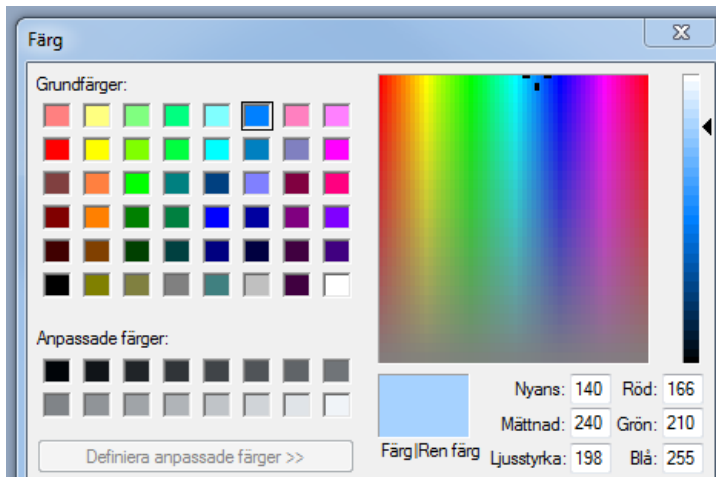 Färg
Grundfärger:
Anpassade färger:
Definiera anpassade färger >>
Färg|Ren färg
Nyans: 140 Röd: 166
Mättnad: 240 Grön: 210
Ljusstyrka: 198 Blå: 255